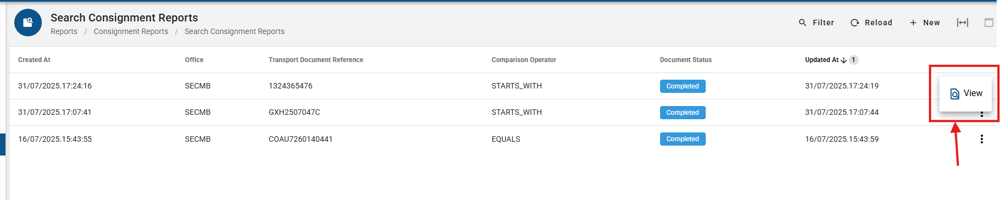 Search Consignment Reports
Reports / Consignment Reports / Search Consignment Reports
Filter Reload + New
Created At Office Transport Document Reference Comparison Operator Document Status Updated At 1
31/07/2025.17:24:16 SECMB 1324365476 STARTS_WITH Completed 31/07/2025.17:24:19
View
31/07/2025.17:07:41 SECMB GXH2507047C STARTS_WITH Completed 31/07/2025.17:07:44
16/07/2025.15:43:55 SECMB COAU7260140441 EQUALS Completed 16/07/2025.15:43:59